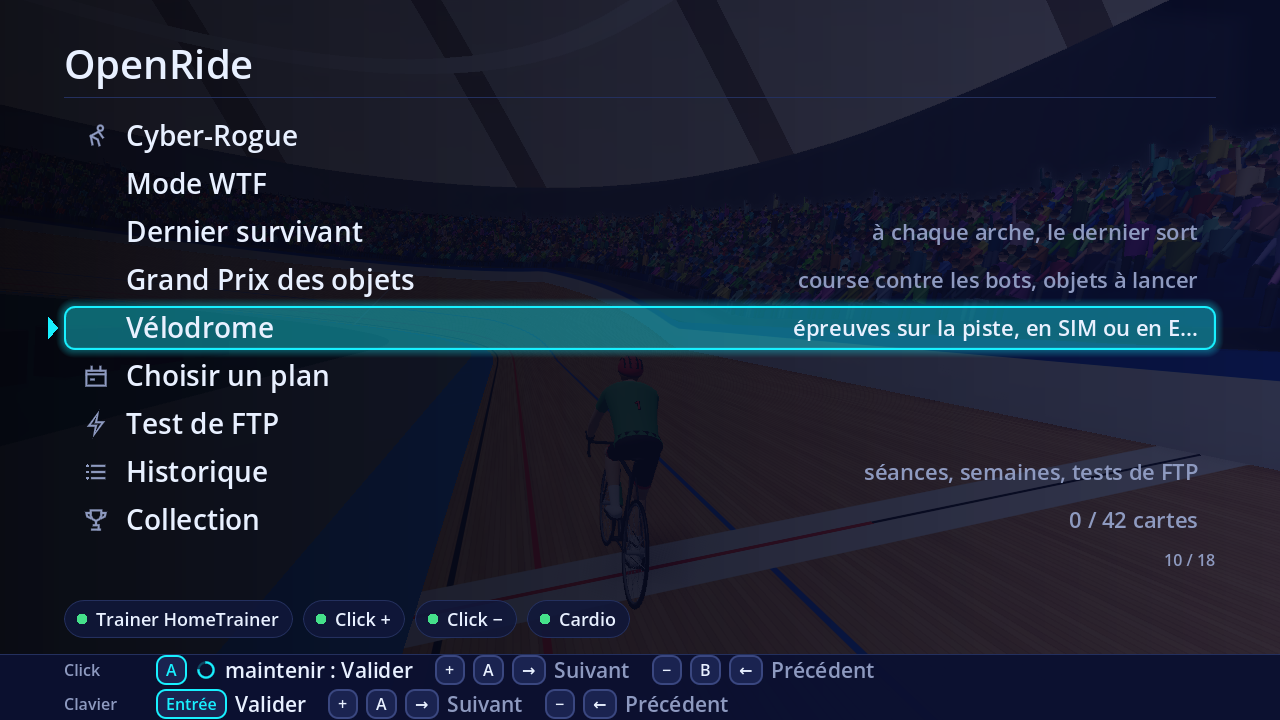 OpenRide
Cyber-Rogue
Mode WTF
Dernier survivant à chaque arche, le dernier sort
Grand Prix des objets course contre les bots, objets à lancer
Vélodrome épreuves sur la piste, en SIM ou en E...
Choisir un plan
Test de FTP
Historique séances, semaines, tests de FTP
Collection 0 / 42 cartes
10 / 18
Trainer HomeTrainer Click + Click − Cardio
Click A maintenir : Valider + A → Suivant − B ← Précédent
Clavier Entrée Valider + A → Suivant − ← Précédent